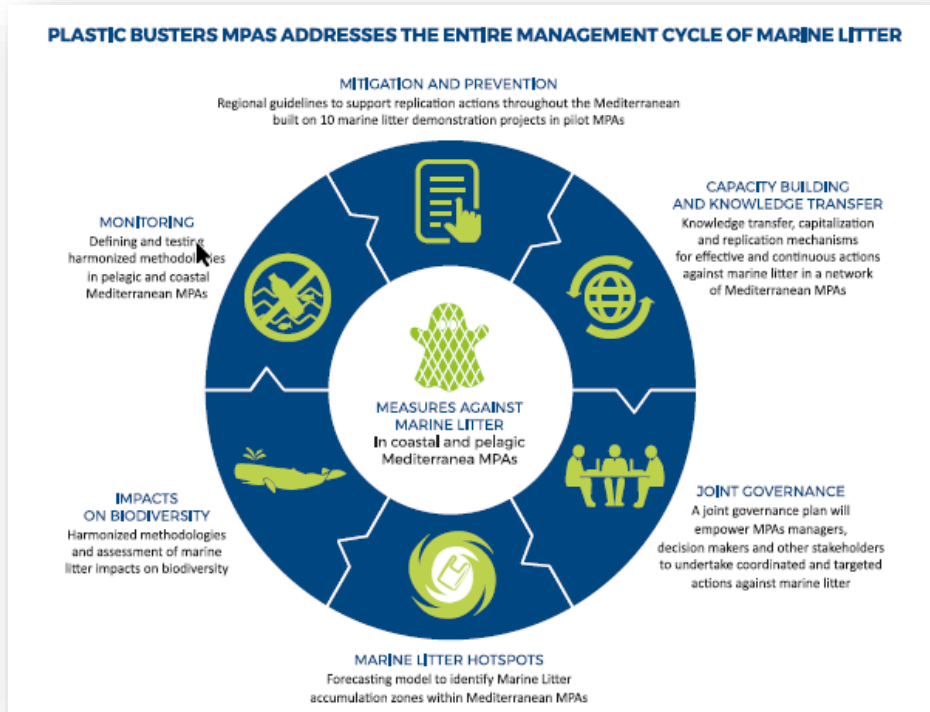 PLASTIC BUSTERS MPAS ADDRESSES THE ENTIRE MANAGEMENT CYCLE OF MARINE LITTER
MITIGATION AND PREVENTION
Regional guidelines to support replication actions throughout the Mediterranean
built on 10 marine litter demonstration projects in pilot MPAs
CAPACITY BUILDING
AND KNOWLEDGE TRANSFER
Knowledge transfer, capitalization
and replication mechanisms
for effective and continuous actions
against marine litter in a network
of Mediterranean MPAs
MONITORING
Defining and testing
harmonized methodologies
in pelagic and coastal
Mediterranean MPAs
MEASURES AGAINST
MARINE LITTER
In coastal and pelagic
Mediterranea MPAs
IMPACTS
ON BIODIVERSITY
Harmonized methodologies
and assessment of marine
litter impacts on biodiversity
JOINT GOVERNANCE
A joint governance plan will
empower MPAs managers,
decision makers and other stakeholders
to undertake coordinated and targeted
actions against marine litter
MARINE LITTER HOTSPOTS
Forecasting model to identify Marine Litter
accumulation zones within Mediterranean MPAs